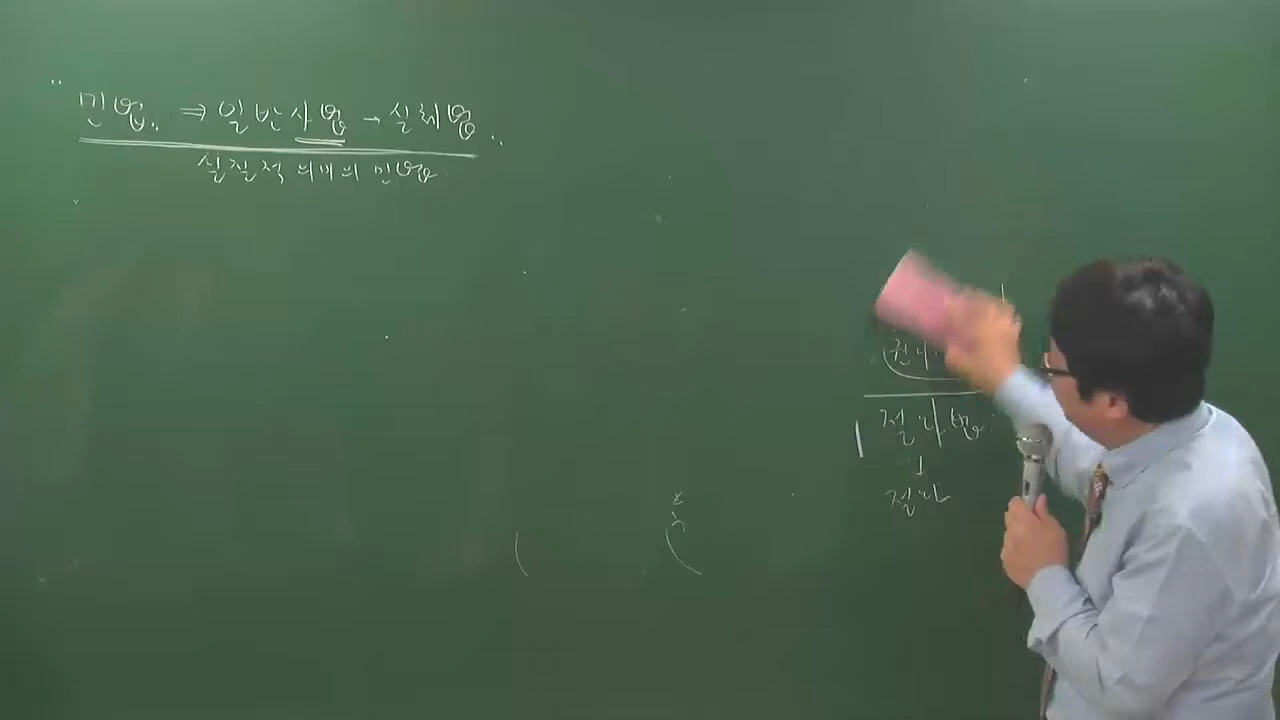 민법 ⇒ 일반사법 → 실체법
실질적 의미의 민법
절차법
↓
절차